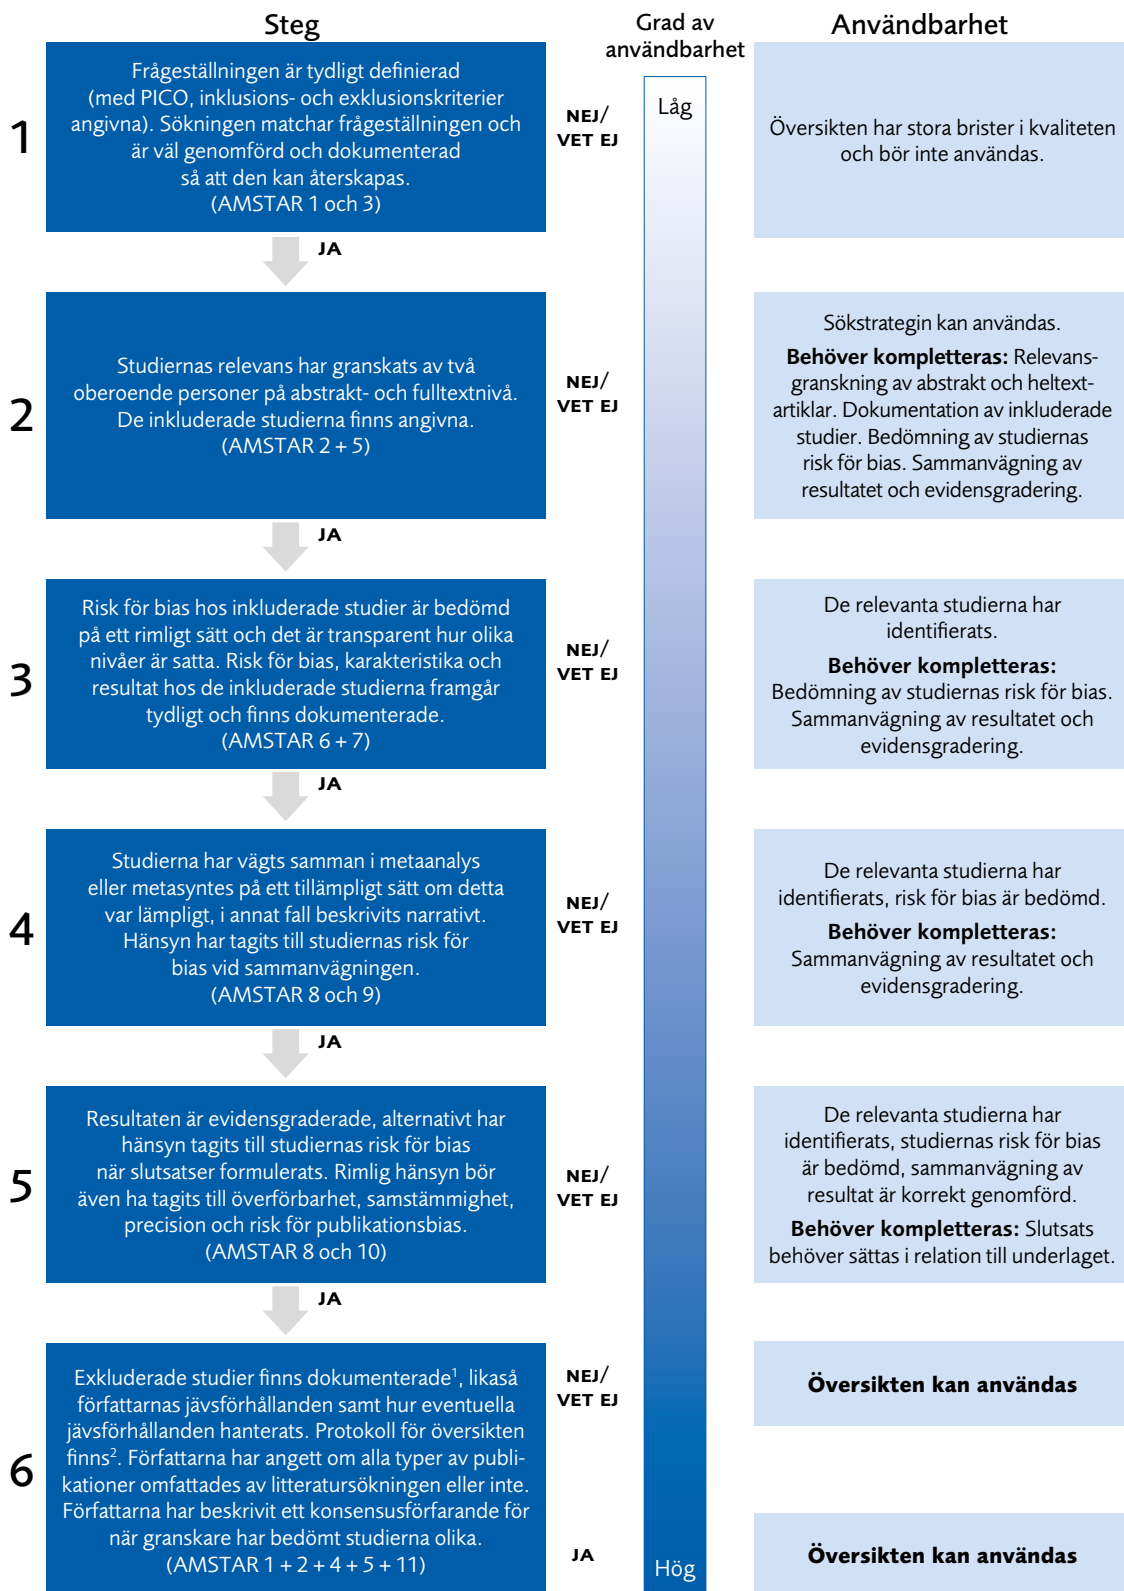 Steg
Grad av
användbarhet
Användbarhet
1
Frågeställningen är tydligt definierad
(med PICO, inklusions- och exklusionskriterier
angivna). Sökningen matchar frågeställningen och
är väl genomförd och dokumenterad
så att den kan återskapas.
(AMSTAR 1 och 3)
NEJ/
VET EJ
Låg
Översikten har stora brister i kvaliteten
och bör inte användas.
JA
2
Studiernas relevans har granskats av två
oberoende personer på abstrakt- och fulltextnivå.
De inkluderade studierna finns angivna.
(AMSTAR 2 + 5)
NEJ/
VET EJ
Sökstrategin kan användas.
Behöver kompletteras: Relevans-
granskning av abstrakt och heltext-
artiklar. Dokumentation av inkluderade
studier. Bedömning av studiernas
risk för bias. Sammanvägning av
resultatet och evidensgradering.
JA
3
Risk för bias hos inkluderade studier är bedömd
på ett rimligt sätt och det är transparent hur olika
nivåer är satta. Risk för bias, karakteristika och
resultat hos de inkluderade studierna framgår
tydligt och finns dokumenterade.
(AMSTAR 6 + 7)
NEJ/
VET EJ
De relevanta studierna har
identifierats.
Behöver kompletteras:
Bedömning av studiernas risk för bias.
Sammanvägning av resultatet och
evidensgradering.
JA
4
Studierna har vägts samman i metaanalys
eller metasyntes på ett tillämpligt sätt om detta
var lämpligt, i annat fall beskrivits narrativt.
Hänsyn har tagits till studiernas risk för
bias vid sammanvägningen.
(AMSTAR 8 och 9)
NEJ/
VET EJ
De relevanta studierna har
identifierats, risk för bias är bedömd.
Behöver kompletteras:
Sammanvägning av resultatet och
evidensgradering.
JA
5
Resultaten är evidensgraderade, alternativt har
hänsyn tagits till studiernas risk för bias
när slutsatser formulerats. Rimlig hänsyn bör
även ha tagits till överförbarhet, samstämmighet,
precision och risk för publikationsbias.
(AMSTAR 8 och 10)
NEJ/
VET EJ
De relevanta studierna har
identifierats, studiernas risk för bias
är bedömd, sammanvägning av
resultat är korrekt genomförd.
Behöver kompletteras: Slutsats
behöver sättas i relation till underlaget.
JA
6
Exkluderade studier finns dokumenterade¹, likaså
författarnas jävsförhållanden samt hur eventuella
jävsförhållanden hanterats. Protokoll för översikten
finns². Författarna har angett om alla typer av publi-
kationer omfattades av litteratursökningen eller inte.
Författarna har beskrivit ett konsensusförfarande för
när granskare har bedömt studierna olika.
(AMSTAR 1 + 2 + 4 + 5 + 11)
NEJ/
VET EJ
Översikten kan användas
JA
Hög
Översikten kan användas